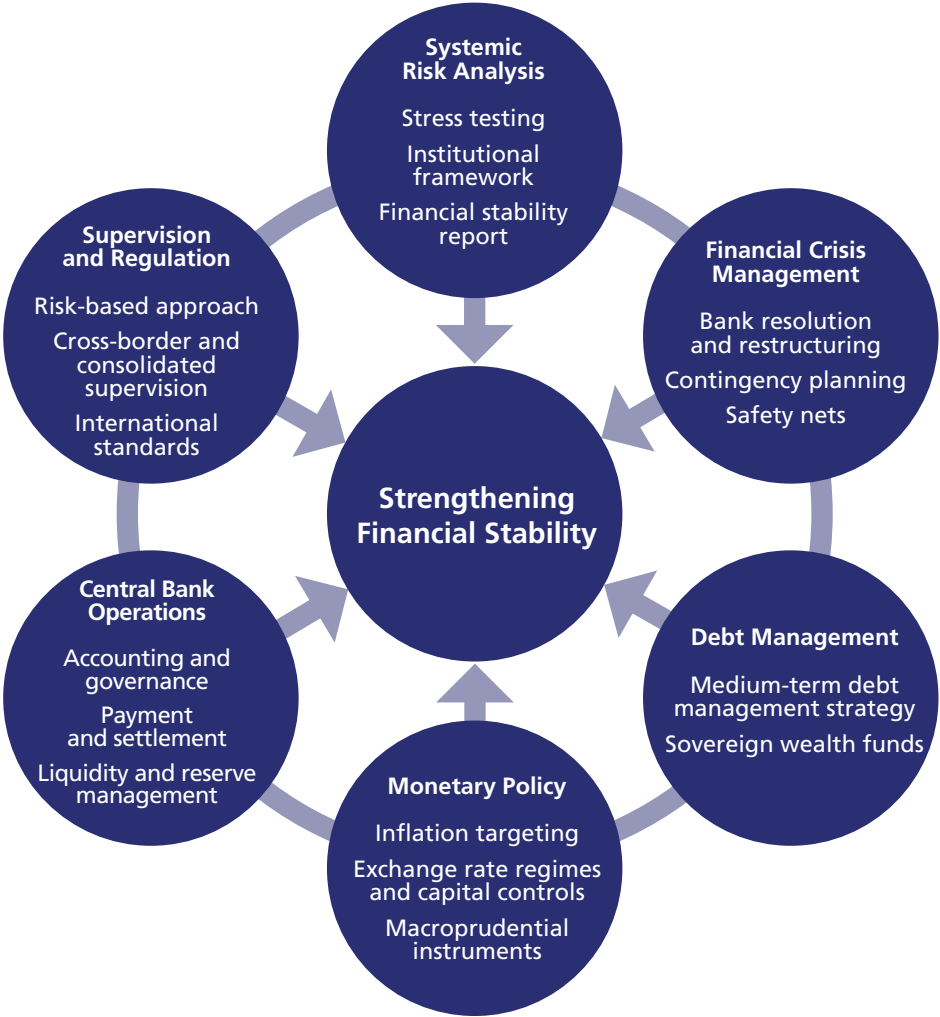 Systemic
Risk Analysis
Stress testing
Institutional
framework
Financial stability
report
Supervision
and Regulation
Risk-based approach
Cross-border and
consolidated
supervision
International
standards
Financial Crisis
Management
Bank resolution
and restructuring
Contingency planning
Safety nets
Strengthening
Financial Stability
Central Bank
Operations
Accounting and
governance
Payment
and settlement
Liquidity and reserve
management
Debt Management
Medium-term debt
management strategy
Sovereign wealth funds
Monetary Policy
Inflation targeting
Exchange rate regimes
and capital controls
Macroprudential
instruments